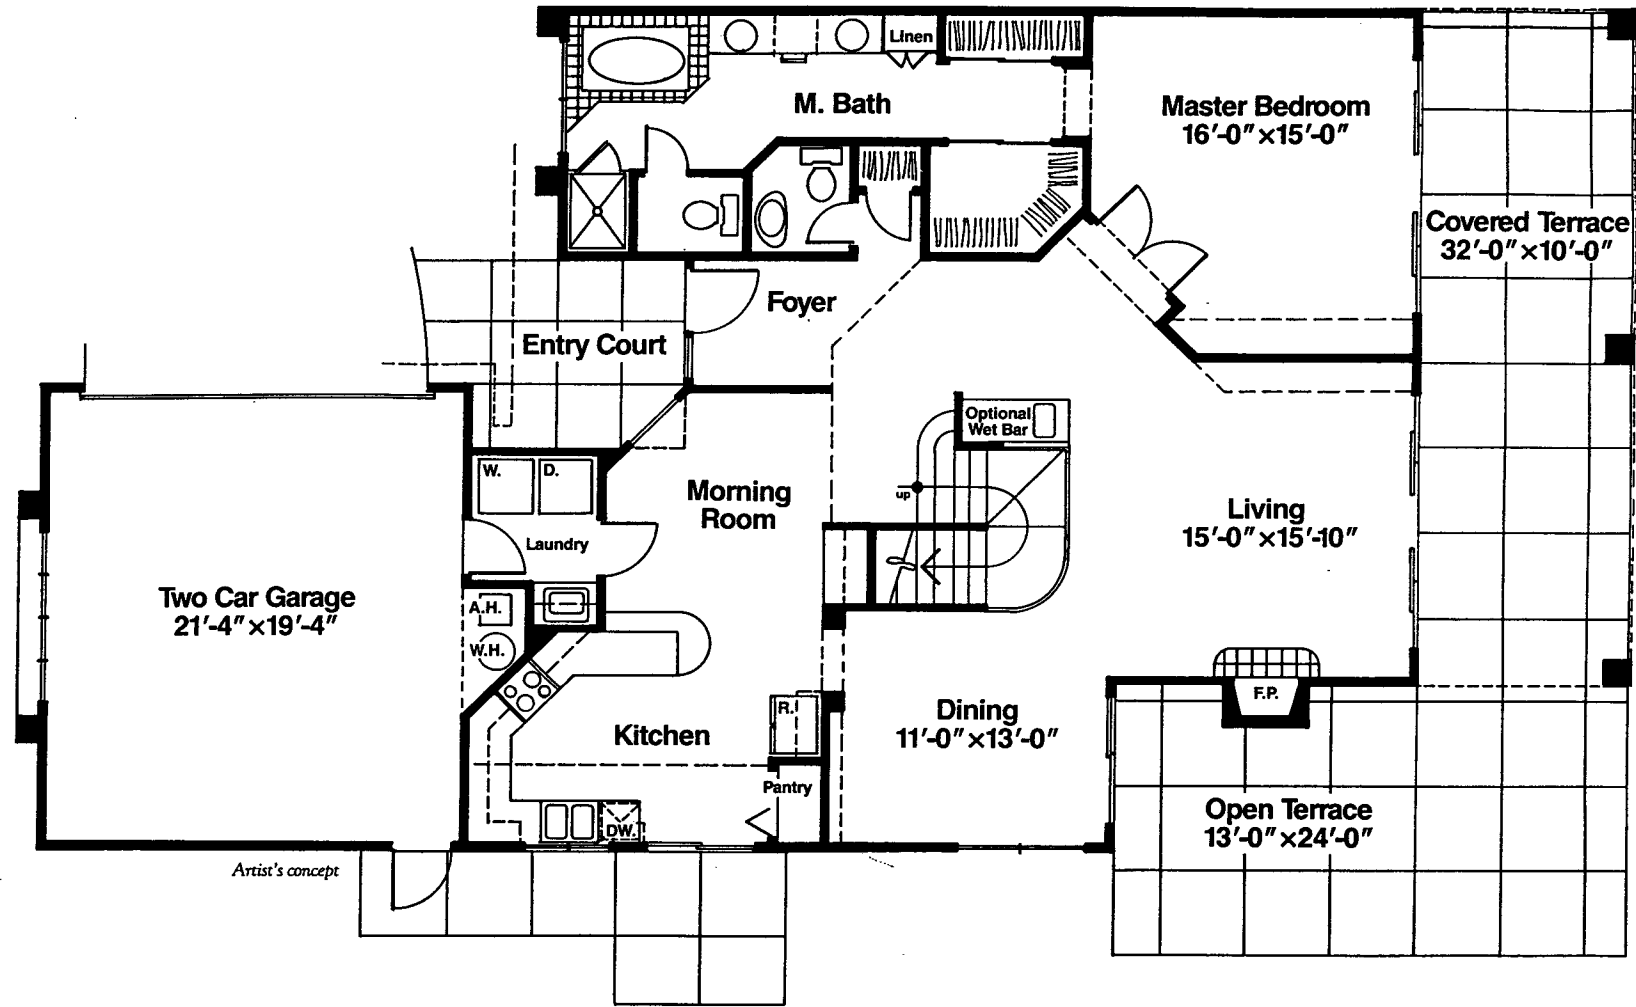 Linen
M. Bath
Master Bedroom
16'-0" × 15'-0"
Covered Terrace
32'-0" × 10'-0"
Foyer
Entry Court
Optional
Wet Bar
W.
D.
Morning
Room
up
Living
15'-0" × 15'-10"
Laundry
Two Car Garage
21'-4" × 19'-4"
A.H.
W.H.
F.P.
R.
Dining
11'-0" × 13'-0"
Kitchen
Pantry
Open Terrace
13'-0" × 24'-0"
DW.
Artist's concept